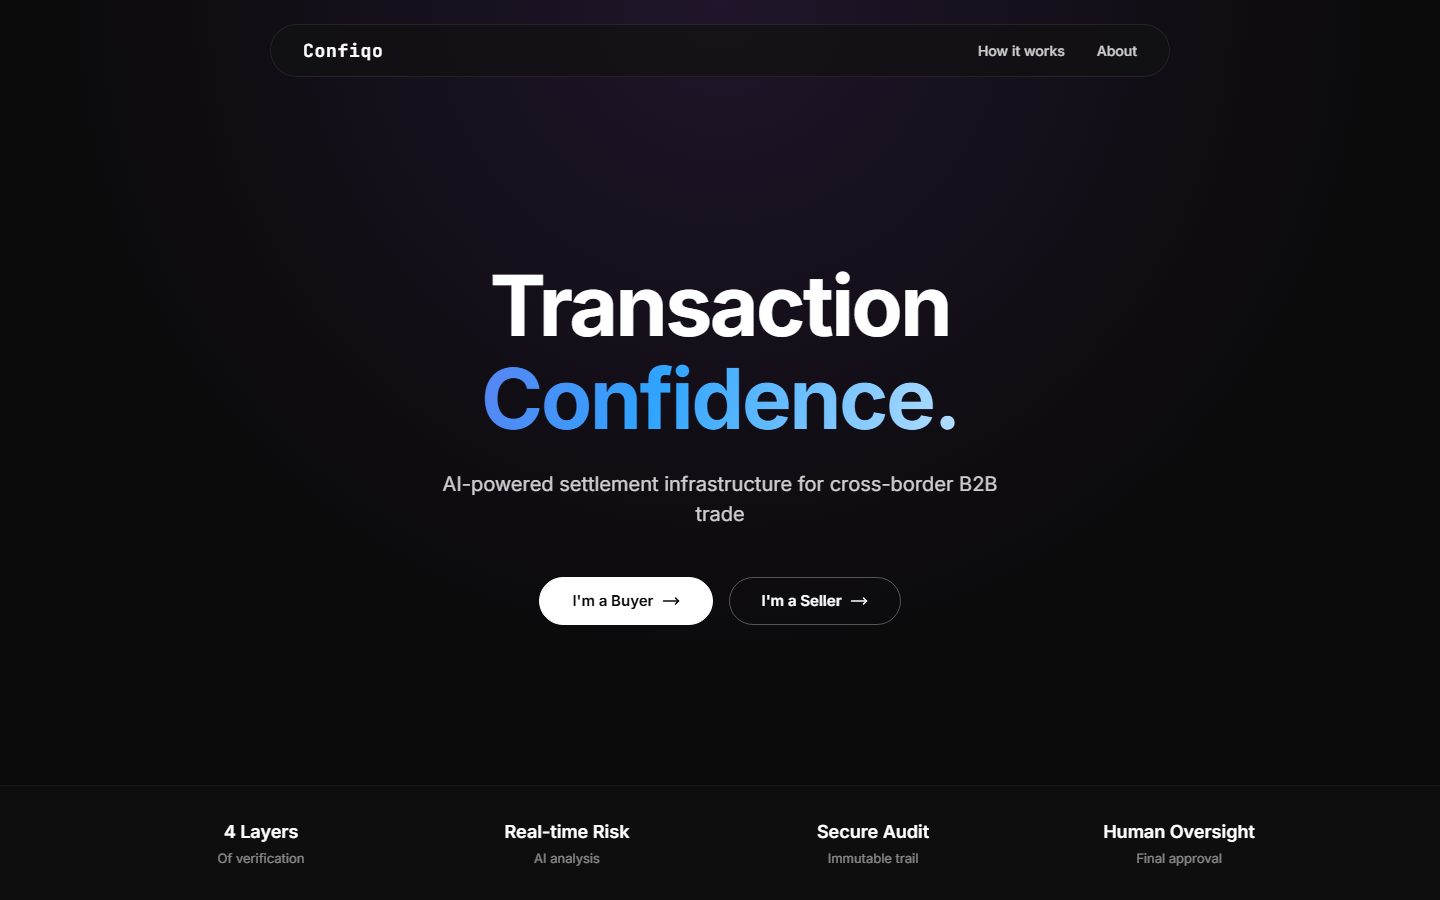 Confiqo
How it works
About
Transaction
Confidence.
AI-powered settlement infrastructure for cross-border B2B
trade
I'm a Buyer →
I'm a Seller →
4 Layers
Of verification
Real-time Risk
AI analysis
Secure Audit
Immutable trail
Human Oversight
Final approval